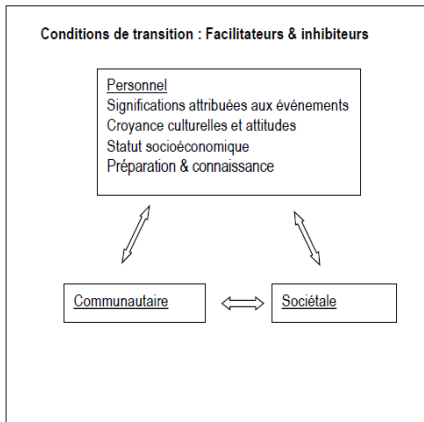 Conditions de transition : Facilitateurs & inhibiteurs
Personnel
Significations attribuées aux événements
Croyance culturelles et attitudes
Statut socioéconomique
Préparation & connaissance
Communautaire
Sociétale